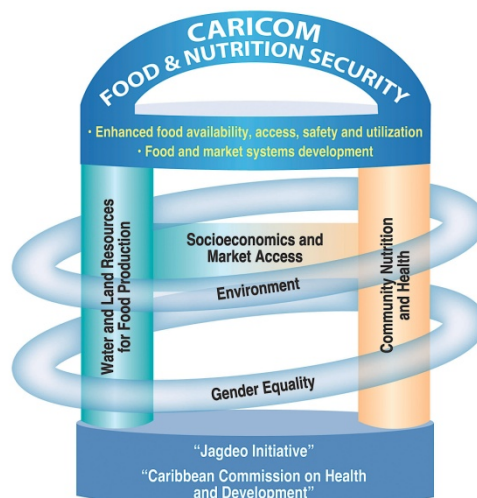 CARICOM
FOOD & NUTRITION SECURITY
· Enhanced food availability, access, safety and utilization
· Food and market systems development
Water and Land Resources
for Food Production
Socioeconomics and
Market Access
Environment
Community Nutrition
and Health
Gender Equality
“Jagdeo Initiative”
“Caribbean Commission on Health
and Development”